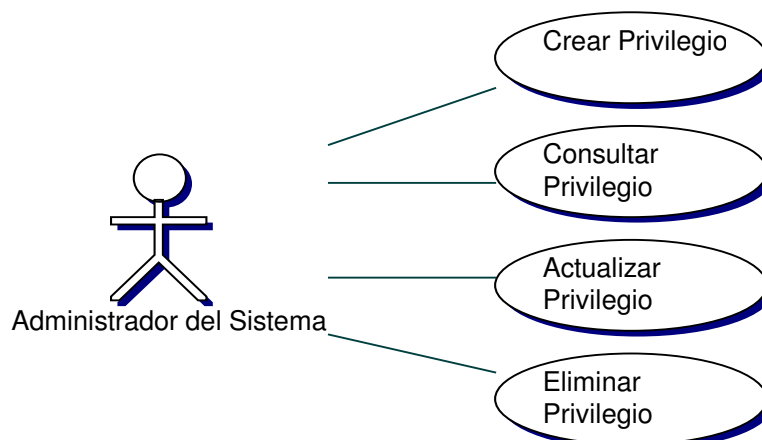 Crear Privilegio
Consultar
Privilegio
Actualizar
Privilegio
Administrador del Sistema
Eliminar
Privilegio